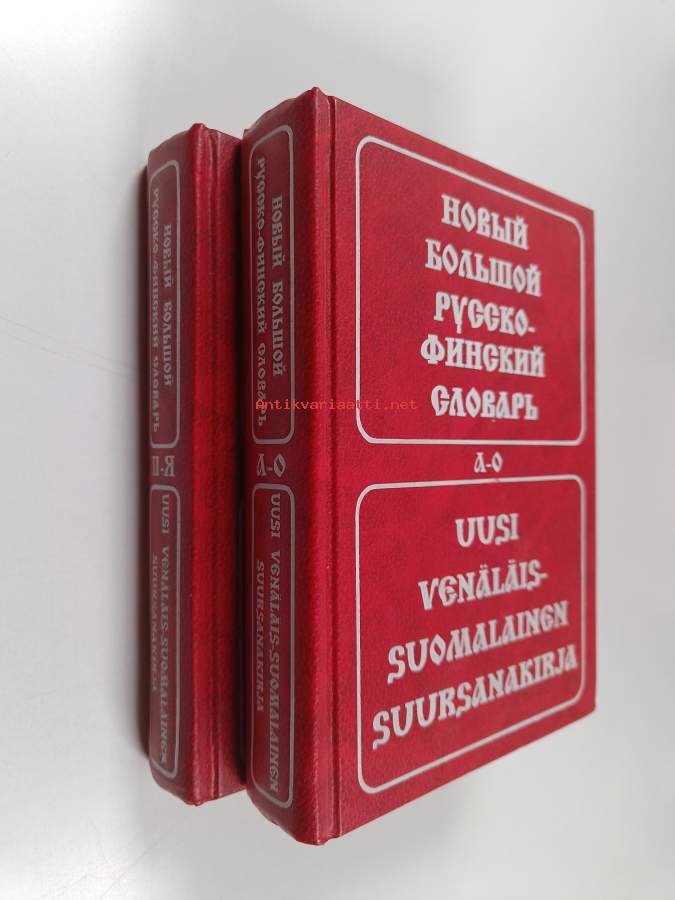 НОВЫЙ
БОЛЬШОЙ
РУССКО-
ФИНСКИЙ
СЛОВАРЬ
А-О
UUSI
VENÄLÄIS-
SUOMALAINEN
SUURSANAKIRJA
НОВЫЙ БОЛЬШОЙ
РУССКО-ФИНСКИЙ СЛОВАРЬ
А-О
UUSI VENÄLÄIS-SUOMALAINEN
SUURSANAKIRJA
НОВЫЙ БОЛЬШОЙ
РУССКО-ФИНСКИЙ СЛОВАРЬ
П-Я
UUSI VENÄLÄIS-SUOMALAINEN
SUURSANAKIRJA
Antikvariaatti.net